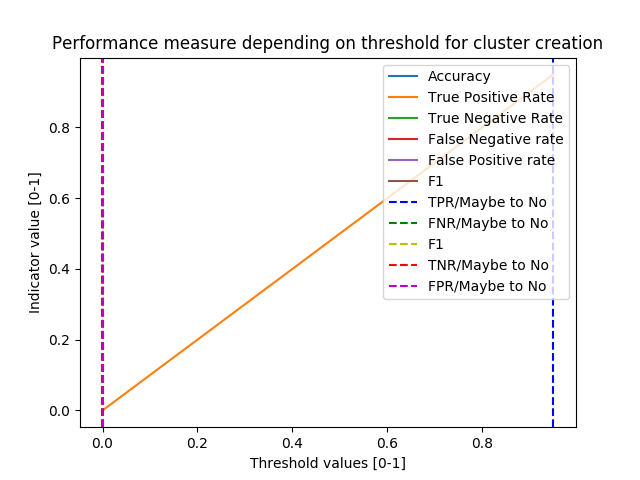 Performance measure depending on threshold for cluster creation
Accuracy
True Positive Rate
True Negative Rate
False Negative rate
False Positive rate
F1
TPR/Maybe to No
FNR/Maybe to No
F1
TNR/Maybe to No
FPR/Maybe to No
Indicator value [0-1]
0.8
0.6
0.4
0.2
0.0
0.0 0.2 0.4 0.6 0.8
Threshold values [0-1]